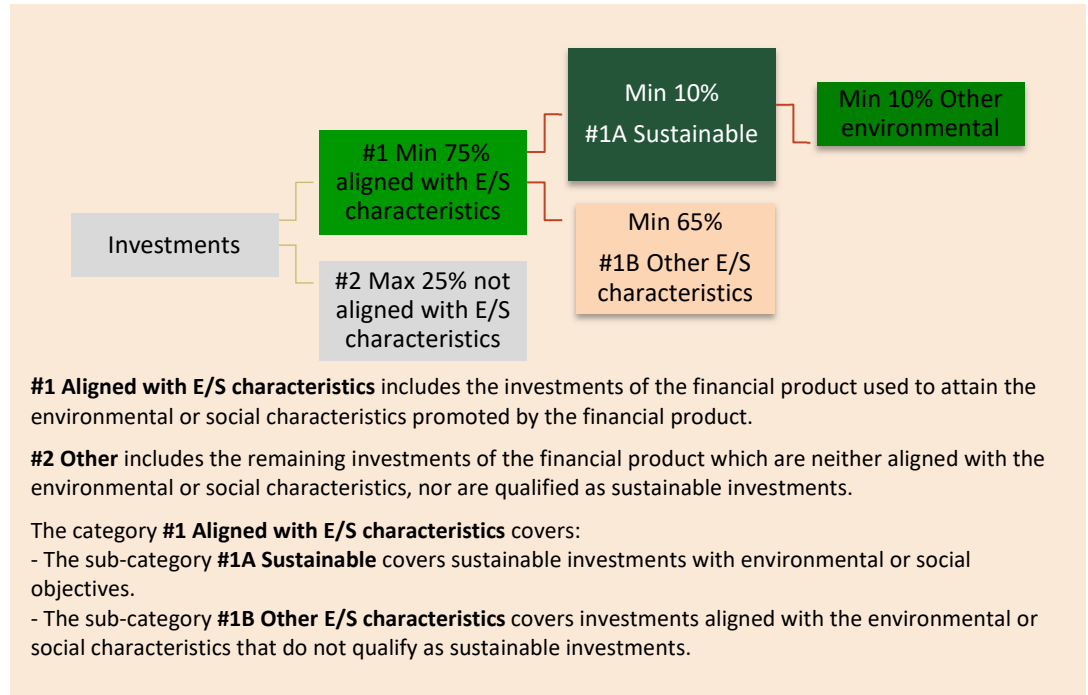 Min 10%
#1A Sustainable
Min 10% Other
environmental
#1 Min 75%
aligned with E/S
characteristics
Investments
Min 65%
#1B Other E/S
characteristics
#2 Max 25% not
aligned with E/S
characteristics
#1 Aligned with E/S characteristics includes the investments of the financial product used to attain the
environmental or social characteristics promoted by the financial product.
#2 Other includes the remaining investments of the financial product which are neither aligned with the
environmental or social characteristics, nor are qualified as sustainable investments.
The category #1 Aligned with E/S characteristics covers:
- The sub-category #1A Sustainable covers sustainable investments with environmental or social
objectives.
- The sub-category #1B Other E/S characteristics covers investments aligned with the environmental or
social characteristics that do not qualify as sustainable investments.